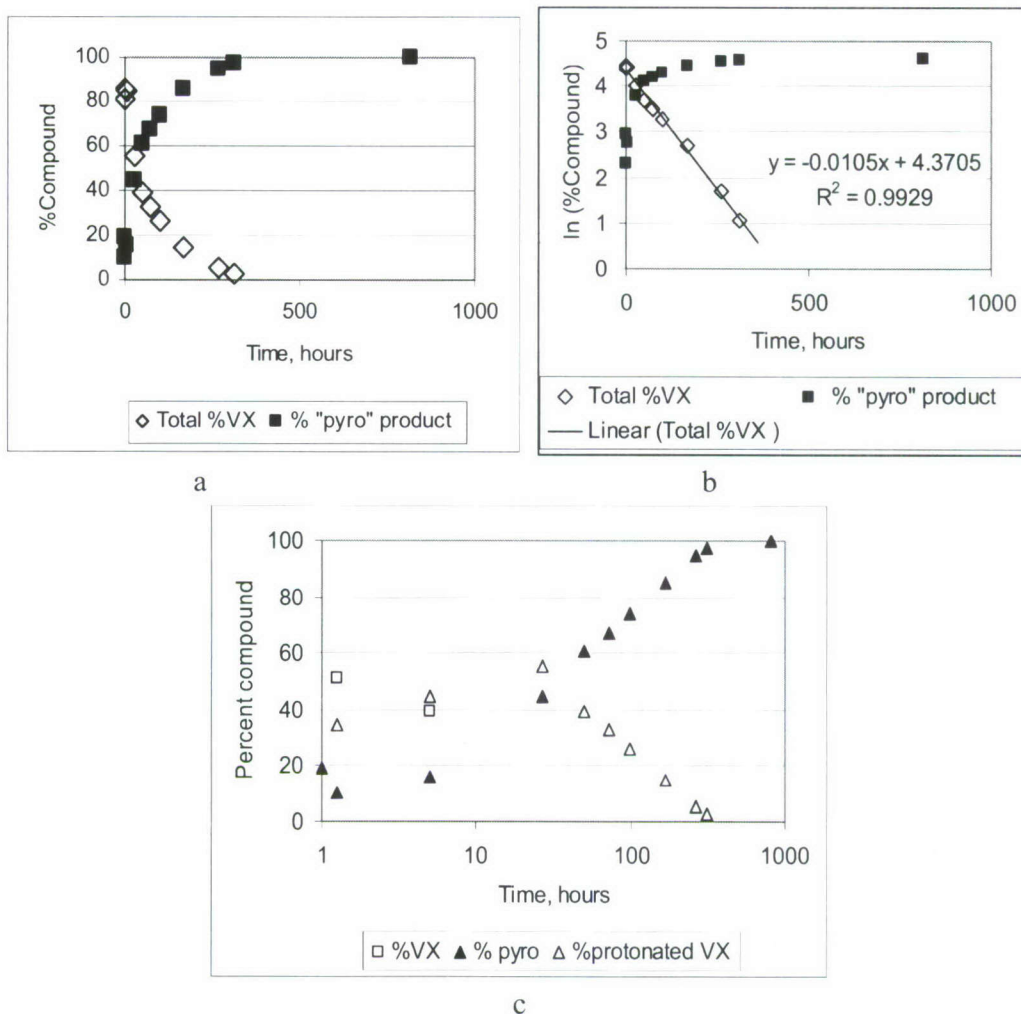 %Compound
100
80
60
40
20
0
0
500
1000
Time, hours
Total %VX
% "pyro" product
a
ln (%Compound)
5
4
3
2
1
0
y = -0.0105x + 4.3705
R² = 0.9929
0
500
1000
Time, hours
Total %VX
% "pyro" product
Linear (Total %VX )
b
Percent compound
100
80
60
40
20
0
1
10
100
1000
Time, hours
%VX
% pyro
%protonated VX
c